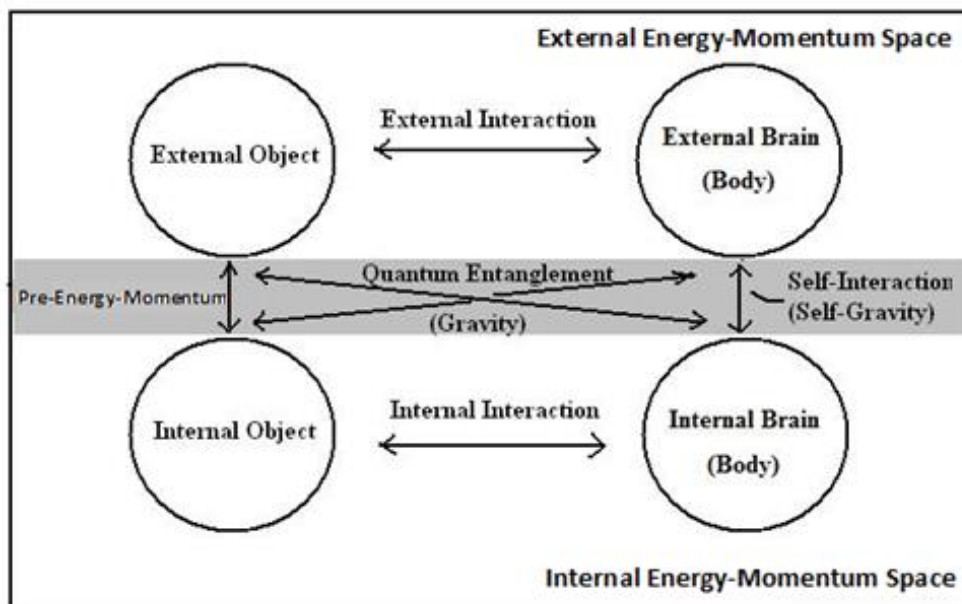 External Energy-Momentum Space
External Interaction
External Object
External Brain
(Body)
Quantum Entanglement
Self-Interaction
Pre-Energy-Momentum
(Gravity)
(Self-Gravity)
Internal Interaction
Internal Object
Internal Brain
(Body)
Internal Energy-Momentum Space